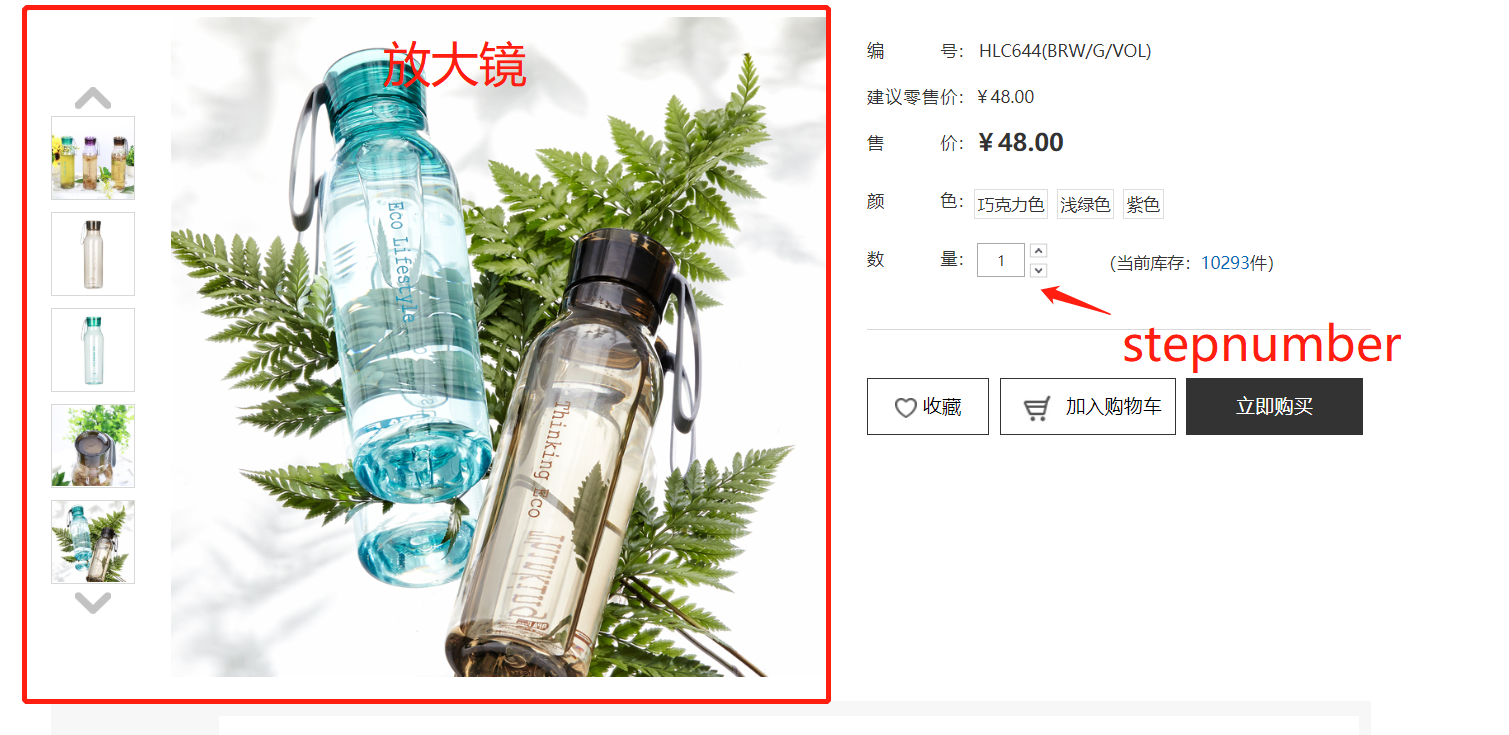 放大镜
Eco Lifestyle
Thinking Eco
编 号： HLC644(BRW/G/VOL)
建议零售价： ￥48.00
售 价： ￥48.00
颜 色： 巧克力色 浅绿色 紫色
数 量： 1 (当前库存：10293件)
stepnumber
收藏 加入购物车 立即购买